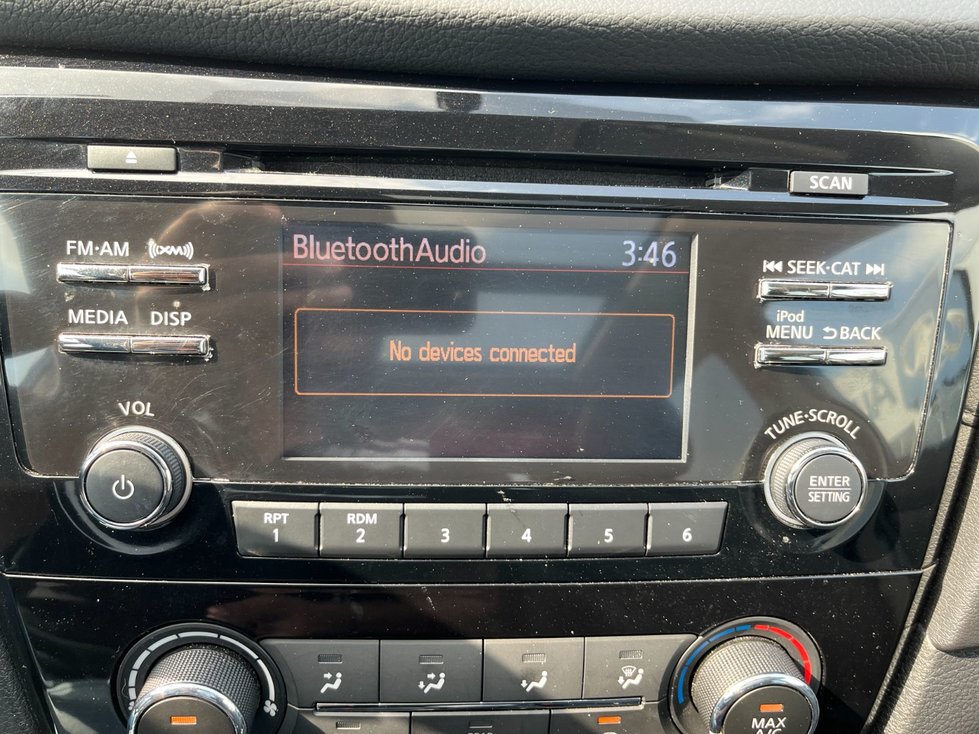 SCAN
FM·AM
((XM))
BluetoothAudio 3:46
SEEK·CAT
MEDIA DISP
iPod
MENU BACK
No devices connected
VOL
TUNE·SCROLL
ENTER
SETTING
RPT
1
RDM
2
3
4
5
6
MAX
A/C